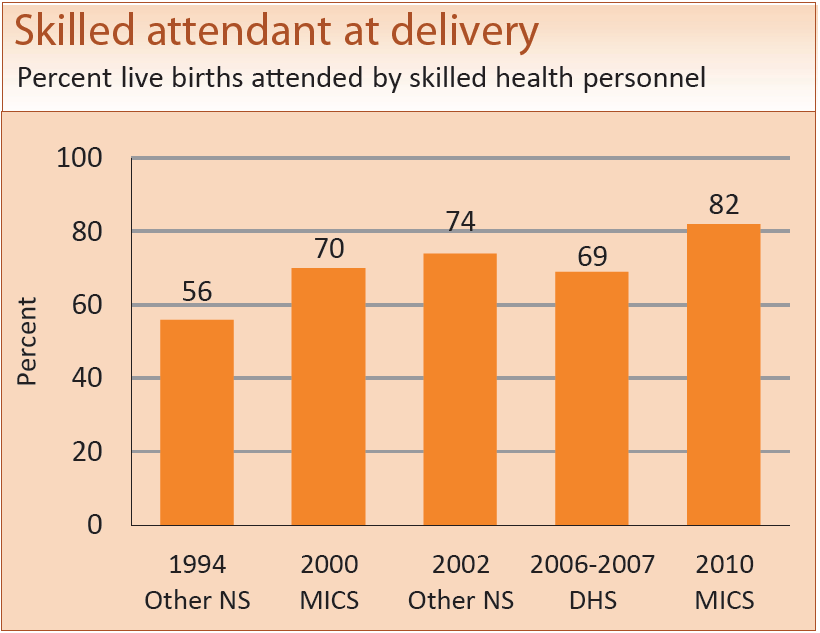 Skilled attendant at delivery
Percent live births attended by skilled health personnel
100
80
60
40
20
0
Percent
56
70
74
69
82
1994
Other NS
2000
MICS
2002
Other NS
2006-2007
DHS
2010
MICS